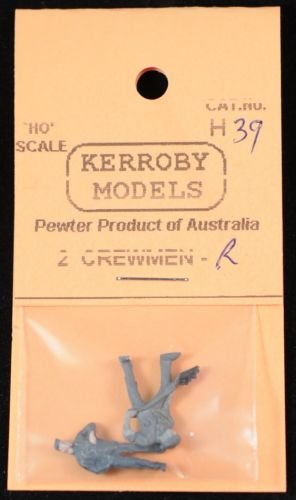 CAT.NO.
H 39
"HO"
SCALE
KERROBY
MODELS
Pewter Product of Australia
2 CREWMEN - R